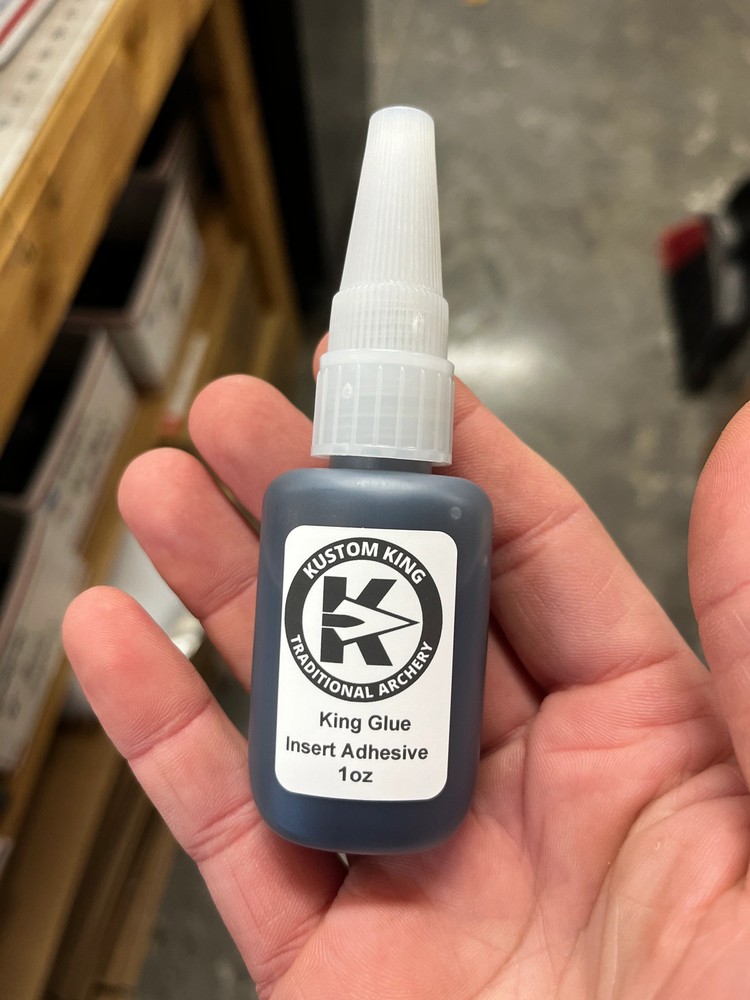 KUSTOM KING
K
TRADITIONAL ARCHERY
King Glue
Insert Adhesive
1oz